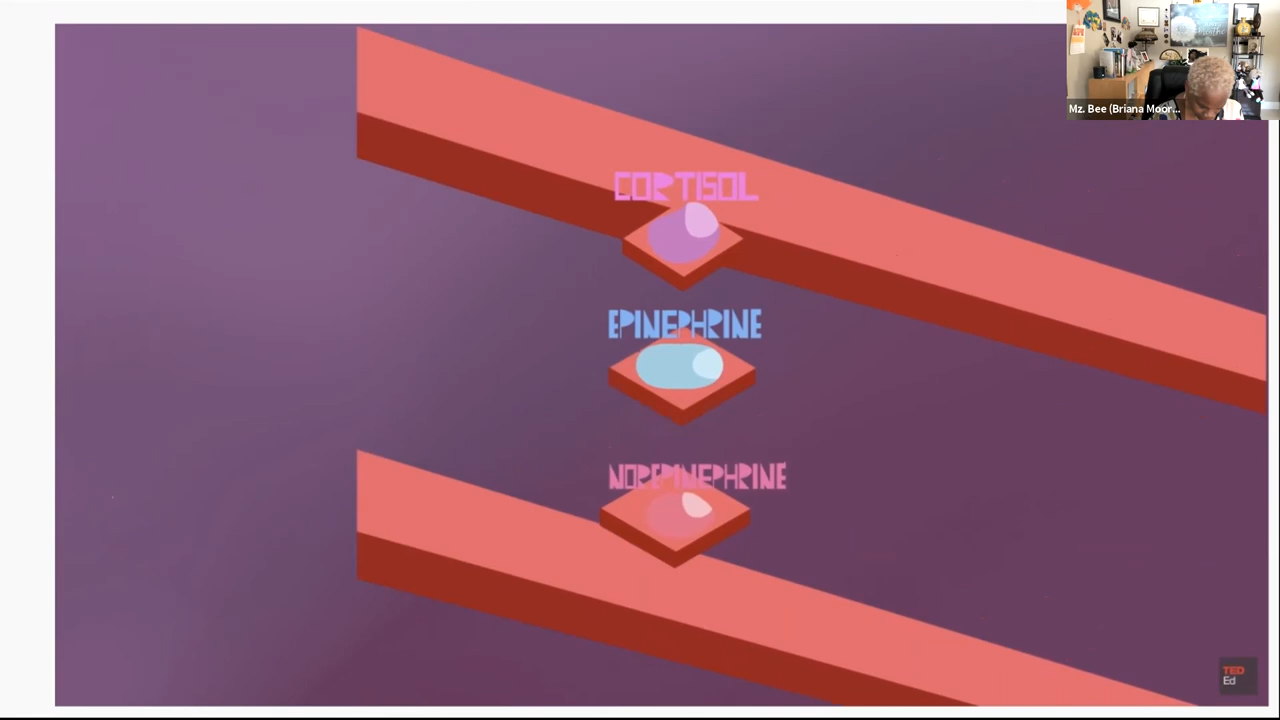 Mz. Bee (Briana Moor...
CORTISOL
EPINEPHRINE
NOREPINEPHRINE
TED
Ed